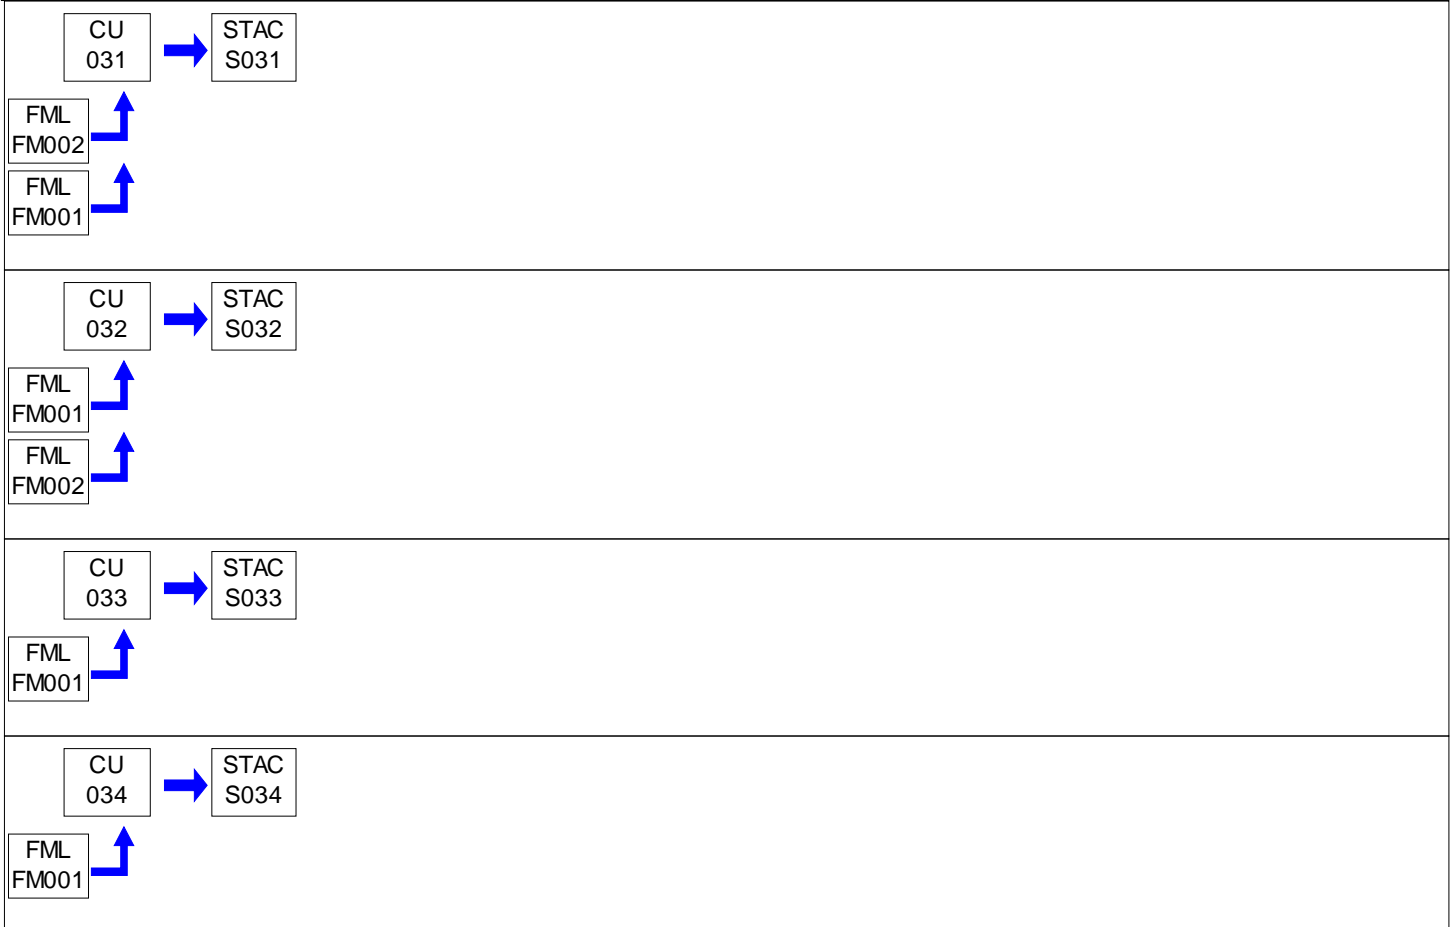 CU
031
STAC
S031
FML
FM002
FML
FM001
CU
032
STAC
S032
FML
FM001
FML
FM002
CU
033
STAC
S033
FML
FM001
CU
034
STAC
S034
FML
FM001